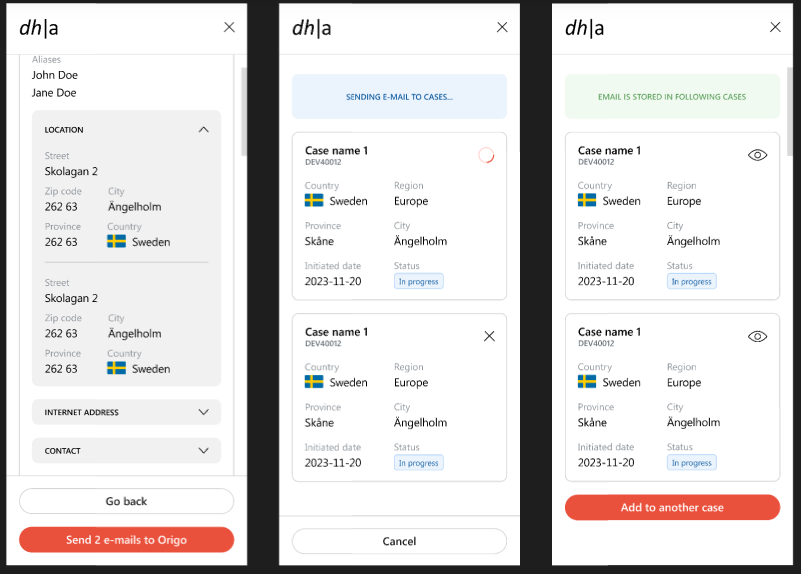 dh|a
Aliases
John Doe
Jane Doe
LOCATION
Street
Skolagan 2
Zip code City
262 63 Ängelholm
Province Country
262 63 Sweden
Street
Skolagan 2
Zip code City
262 63 Ängelholm
Province Country
262 63 Sweden
INTERNET ADDRESS
CONTACT
Go back
Send 2 e-mails to Origo
dh|a
SENDING E-MAIL TO CASES...
Case name 1
DEV40012
Country Region
Sweden Europe
Province City
Skåne Ängelholm
Initiated date Status
2023-11-20 In progress
Case name 1
DEV40012
Country Region
Sweden Europe
Province City
Skåne Ängelholm
Initiated date Status
2023-11-20 In progress
Cancel
dh|a
EMAIL IS STORED IN FOLLOWING CASES
Case name 1
DEV40012
Country Region
Sweden Europe
Province City
Skåne Ängelholm
Initiated date Status
2023-11-20 In progress
Case name 1
DEV40012
Country Region
Sweden Europe
Province City
Skåne Ängelholm
Initiated date Status
2023-11-20 In progress
Add to another case